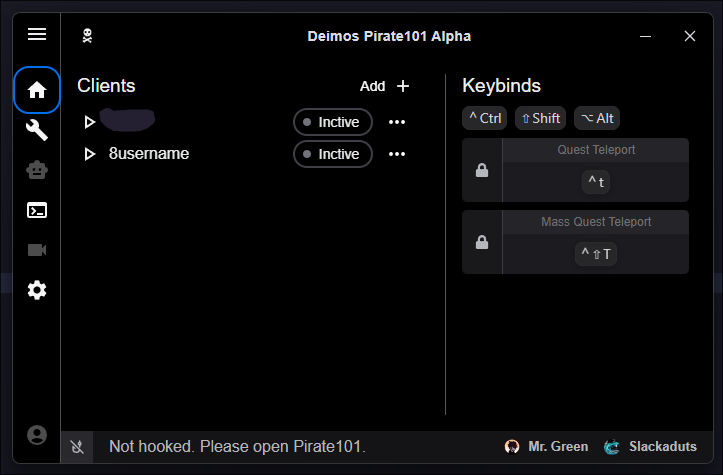 Deimos Pirate101 Alpha
Clients
Add +
Inctive
8username
Inctive
Keybinds
^ Ctrl
⇧ Shift
⌥ Alt
Quest Teleport
^ t
Mass Quest Teleport
^ ⇧ T
Not hooked. Please open Pirate101.
Mr. Green
Slackaduts